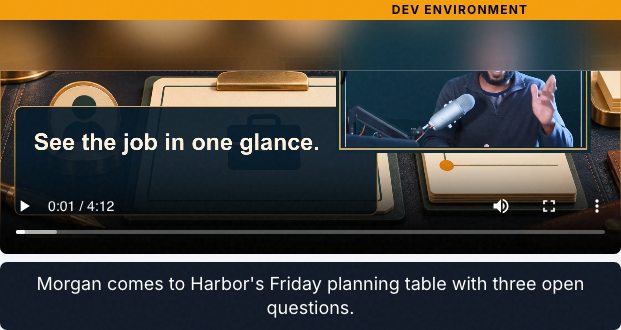 DEV ENVIRONMENT
See the job in one glance.
0:01 / 4:12
Morgan comes to Harbor's Friday planning table with three open
questions.